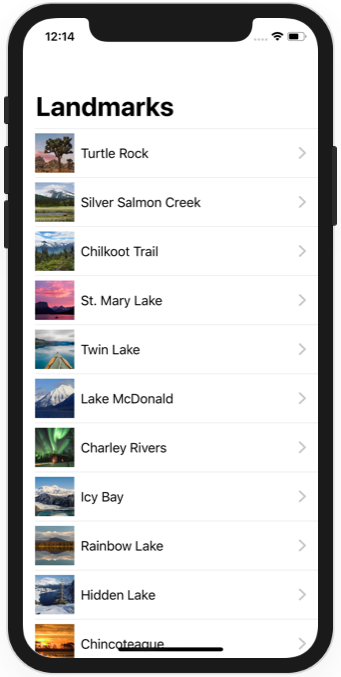 12:14
Landmarks
Turtle Rock
Silver Salmon Creek
Chilkoot Trail
St. Mary Lake
Twin Lake
Lake McDonald
Charley Rivers
Icy Bay
Rainbow Lake
Hidden Lake
Chincoteague